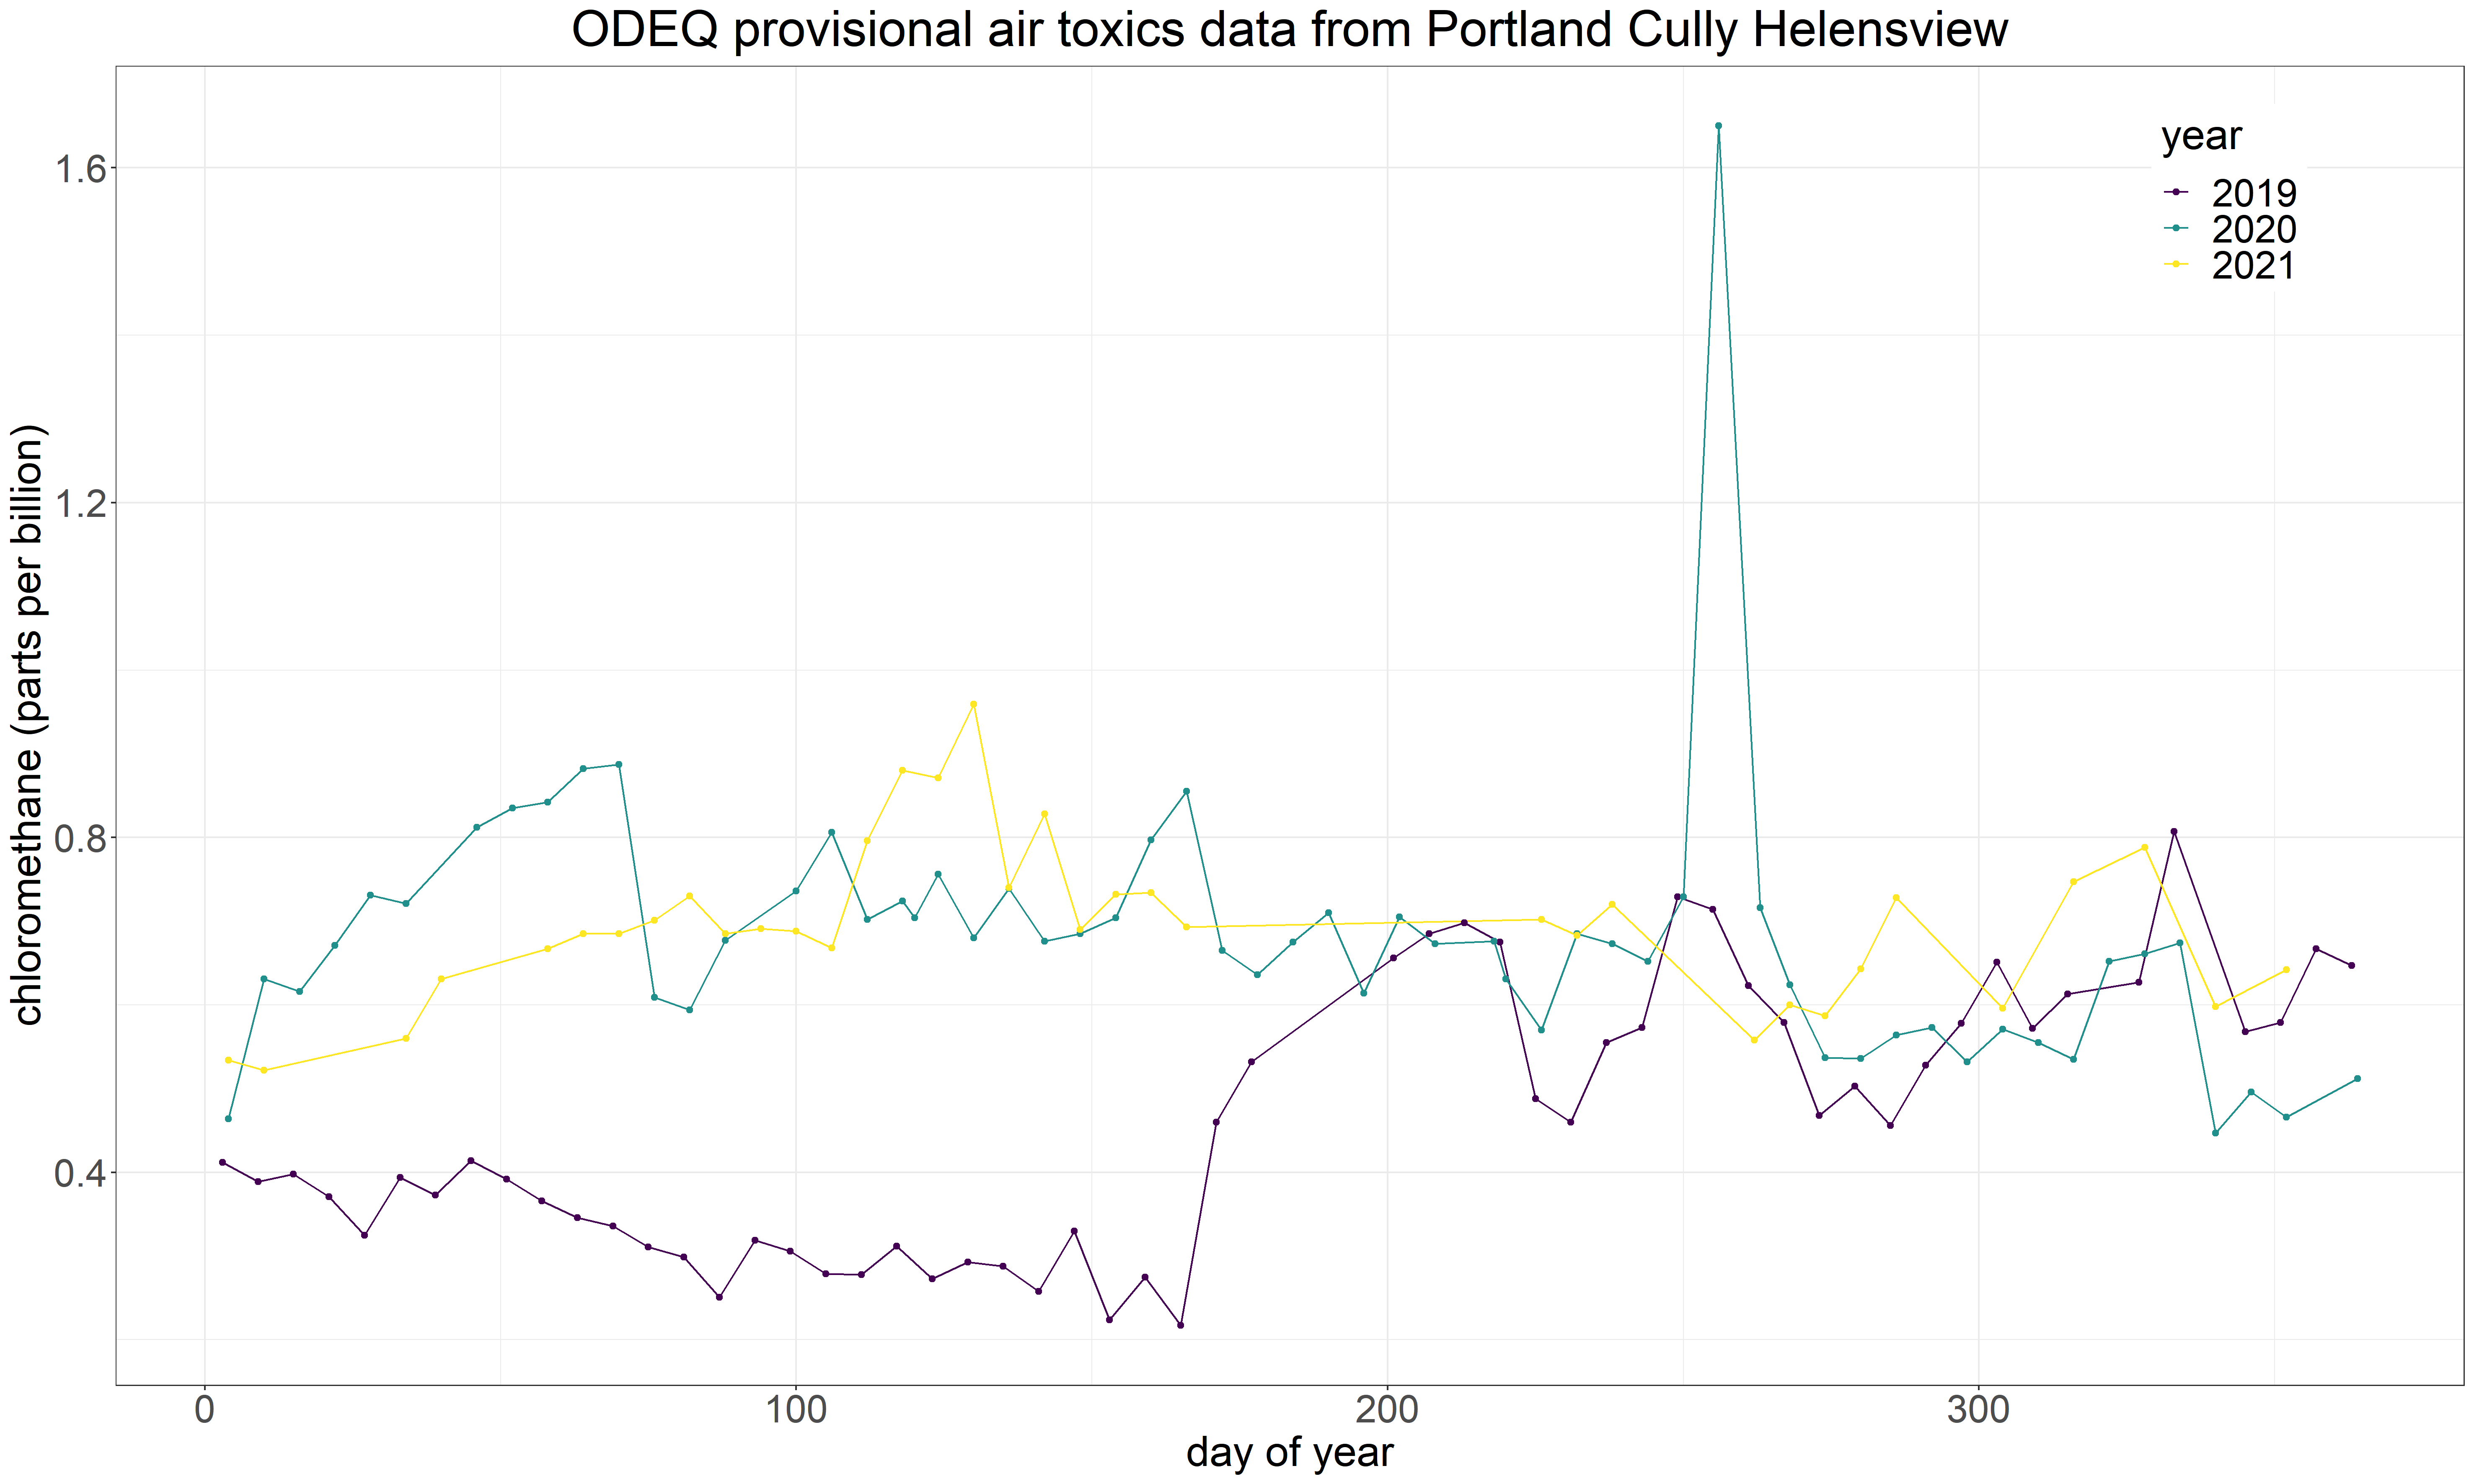 ODEQ provisional air toxics data from Portland Cully Helensview
year
2019
2020
2021
1.6
1.2
0.8
0.4
chloromethane (parts per billion)
0 100 200 300
day of year